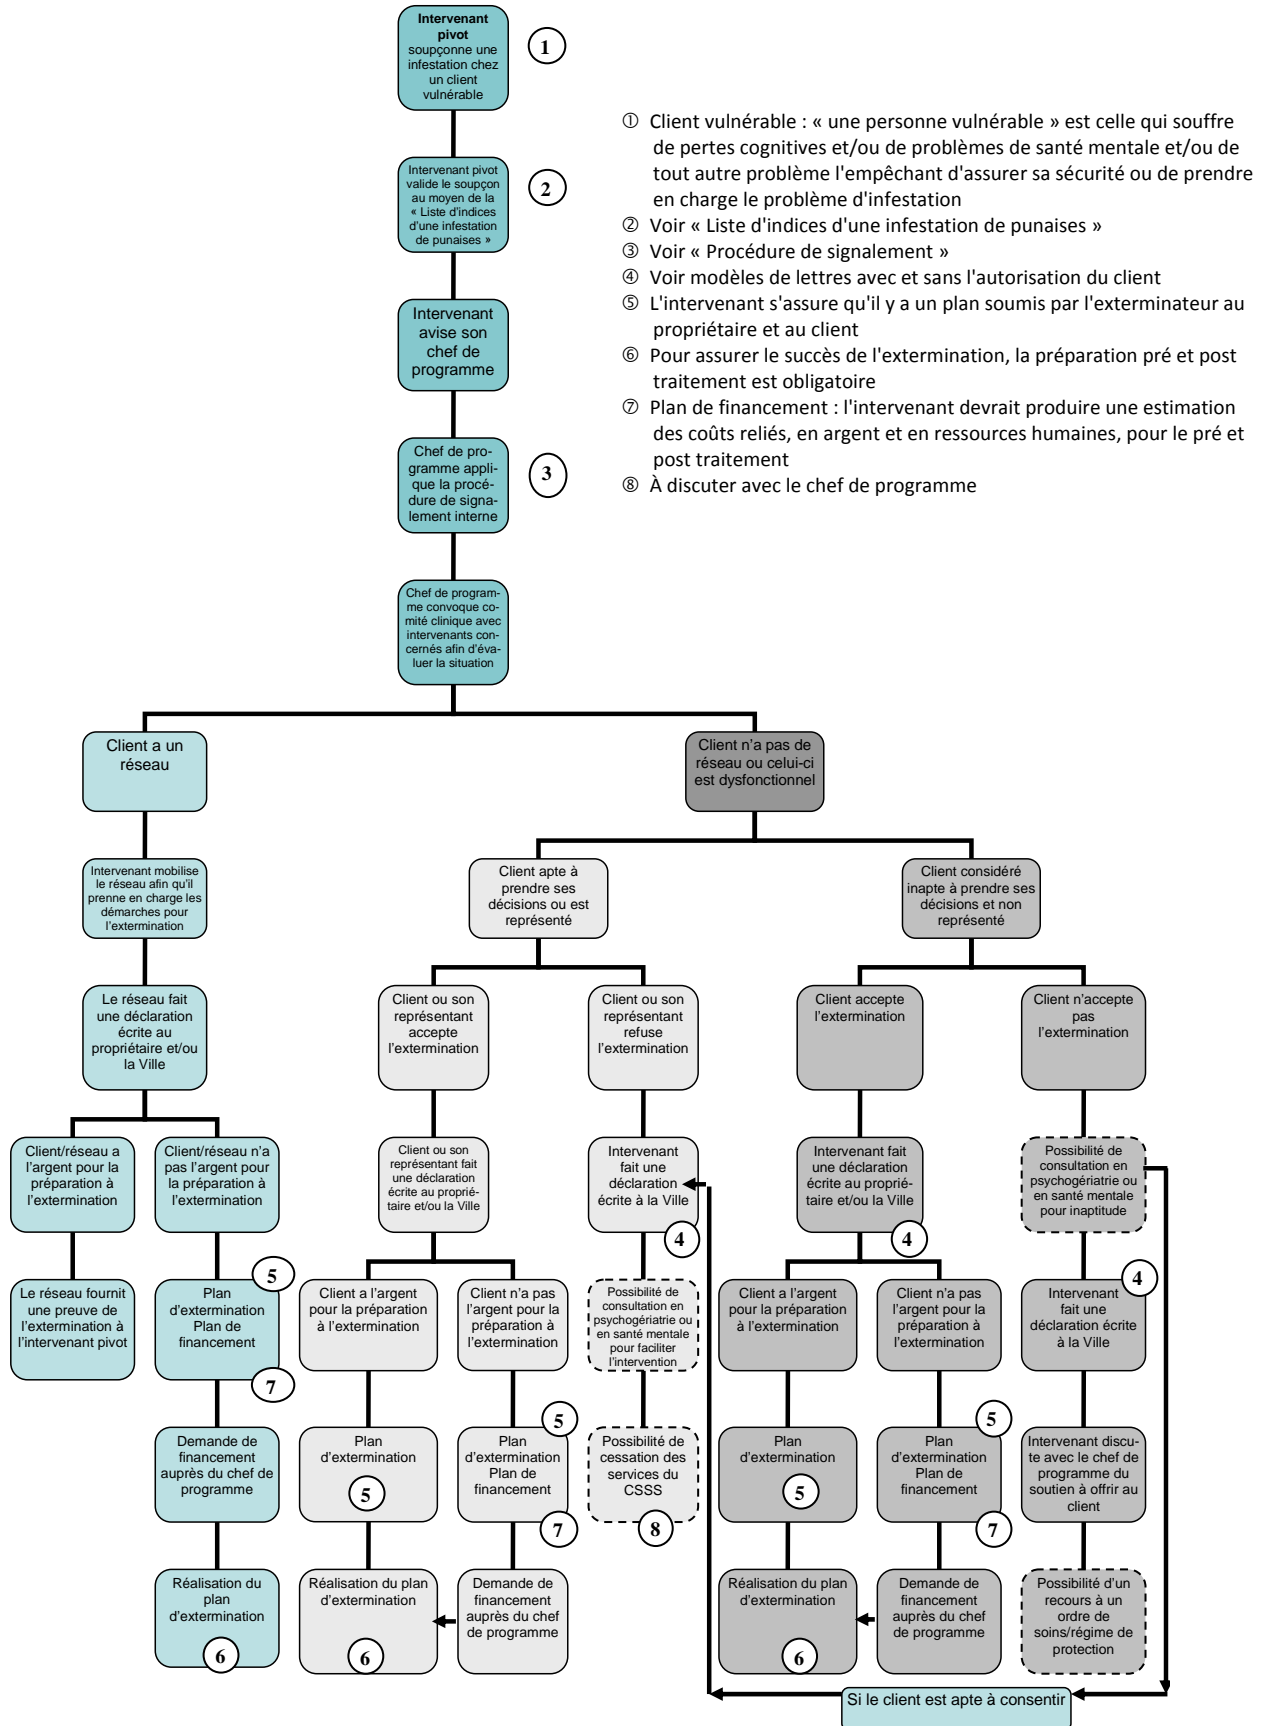 Intervenant
pivot
soupçonne une
infestation chez
un client
vulnérable
1
Intervenant pivot
valide le soupçon
au moyen de la
« Liste d'indices
d'une infestation
de punaises »
2
Intervenant
avise son
chef de
programme
Chef de pro-
gramme appli-
que la procé-
dure de signa-
lement interne
3
Chef de program-
me convoque co-
mité clinique avec
intervenants con-
cernés afin d'éva-
luer la situation
① Client vulnérable : « une personne vulnérable » est celle qui souffre
de pertes cognitives et/ou de problèmes de santé mentale et/ou de
tout autre problème l'empêchant d'assurer sa sécurité ou de prendre
en charge le problème d'infestation
② Voir « Liste d'indices d'une infestation de punaises »
③ Voir « Procédure de signalement »
④ Voir modèles de lettres avec et sans l'autorisation du client
⑤ L'intervenant s'assure qu'il y a un plan soumis par l'exterminateur au
propriétaire et au client
⑥ Pour assurer le succès de l'extermination, la préparation pré et post
traitement est obligatoire
⑦ Plan de financement : l'intervenant devrait produire une estimation
des coûts reliés, en argent et en ressources humaines, pour le pré et
post traitement
⑧ À discuter avec le chef de programme
Client a un
réseau
Client n'a pas de
réseau ou celui-ci
est dysfonctionnel
Intervenant mobilise
le réseau afin qu'il
prenne en charge les
démarches pour
l'extermination
Client apte à
prendre ses
décisions ou est
représenté
Client considéré
inapte à prendre ses
décisions et non
représenté
Le réseau fait
une déclaration
écrite au
propriétaire et/ou
la Ville
Client ou son
représentant
accepte
l'extermination
Client ou son
représentant
refuse
l'extermination
Client accepte
l'extermination
Client n'accepte
pas
l'extermination
Client/réseau a
l'argent pour la
préparation à
l'extermination
Client/réseau n'a
pas l'argent pour
la préparation à
l'extermination
Client ou son
représentant fait
une déclaration
écrite au proprié-
taire et/ou la Ville
Intervenant
fait une
déclaration
écrite à la Ville
4
Intervenant fait
une déclaration
écrite au proprié-
taire et/ou la Ville
4
Possibilité de
consultation en
psychogériatrie ou
en santé mentale
pour inaptitude
Le réseau fournit
une preuve de
l'extermination à
l'intervenant pivot
5
Plan
d'extermination
Plan de
financement
7
Client a l'argent
pour la préparation
à l'extermination
Client n'a pas
l'argent pour la
préparation à
l'extermination
Possibilité de
consultation en
psychogériatrie ou
en santé mentale
pour faciliter
l'intervention
Client a l'argent
pour la préparation
à l'extermination
Client n'a pas
l'argent pour la
préparation à
l'extermination
4
Intervenant
fait une
déclaration écrite
à la Ville
Demande de
financement
auprès du chef de
programme
Plan
d'extermination
5
5
Plan
d'extermination
Plan de
financement
7
Possibilité de
cessation des
services du
CSSS
8
Plan
d'extermination
5
5
Plan
d'extermination
Plan de
financement
7
Intervenant discu-
te avec le chef de
programme du
soutien à offrir au
client
Réalisation du
plan
d'extermination
6
Réalisation du plan
d'extermination
6
Demande de
financement
auprès du chef
de programme
Réalisation du plan
d'extermination
6
Demande de
financement
auprès du chef
de programme
Possibilité d'un
recours à un
ordre de
soins/régime de
protection
Si le client est apte à consentir